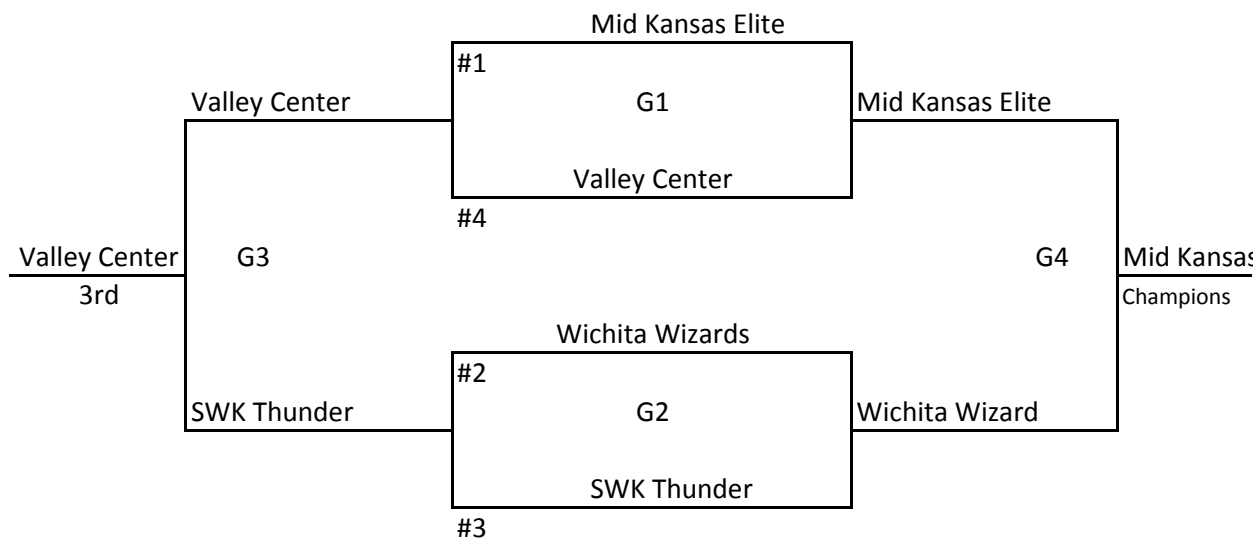 Mid Kansas Elite
#1
Valley Center
G1
Mid Kansas Elite
Valley Center
#4
Valley Center
G3
G4
Mid Kansas
3rd
Champions
Wichita Wizards
#2
SWK Thunder
G2
Wichita Wizard
SWK Thunder
#3